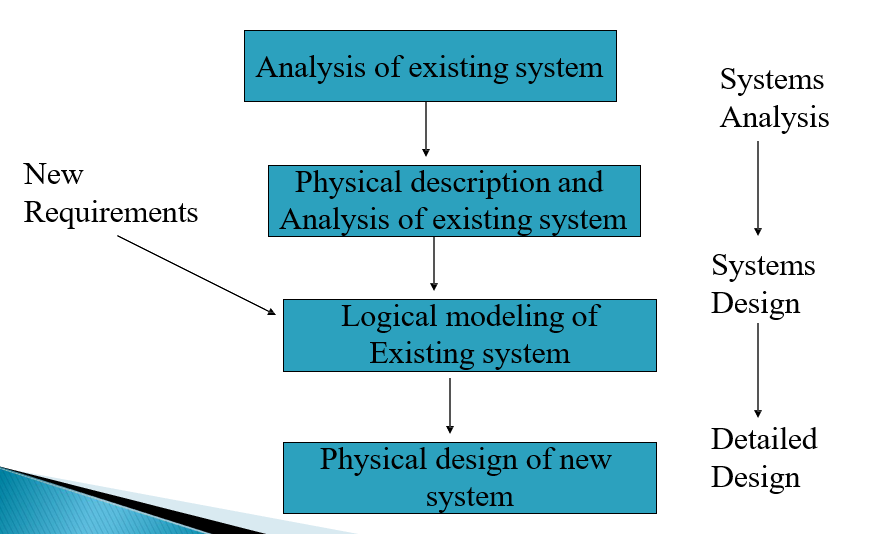 Analysis of existing system
Systems
Analysis
New
Requirements
Physical description and
Analysis of existing system
Systems
Design
Logical modeling of
Existing system
Detailed
Design
Physical design of new
system